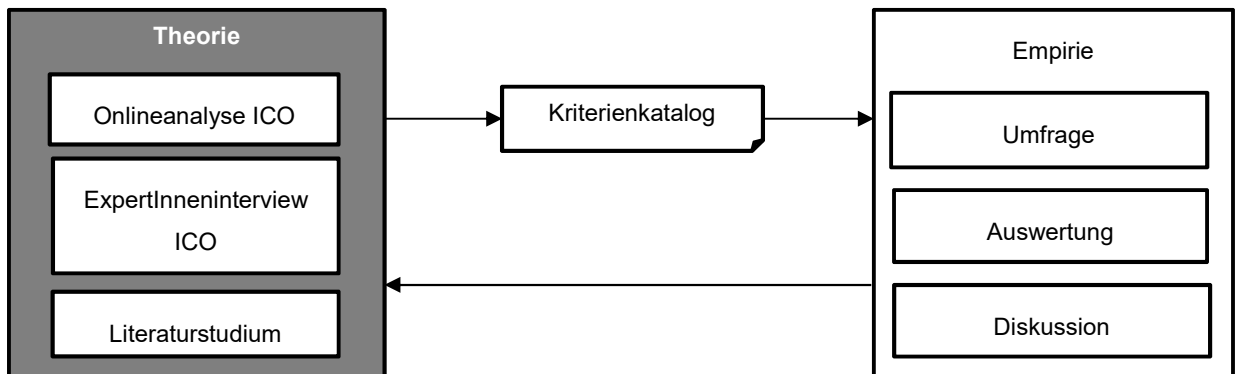 Theorie
Onlineanalyse ICO
ExpertInneninterview
ICO
Literaturstudium
Kriterienkatalog
Empirie
Umfrage
Auswertung
Diskussion